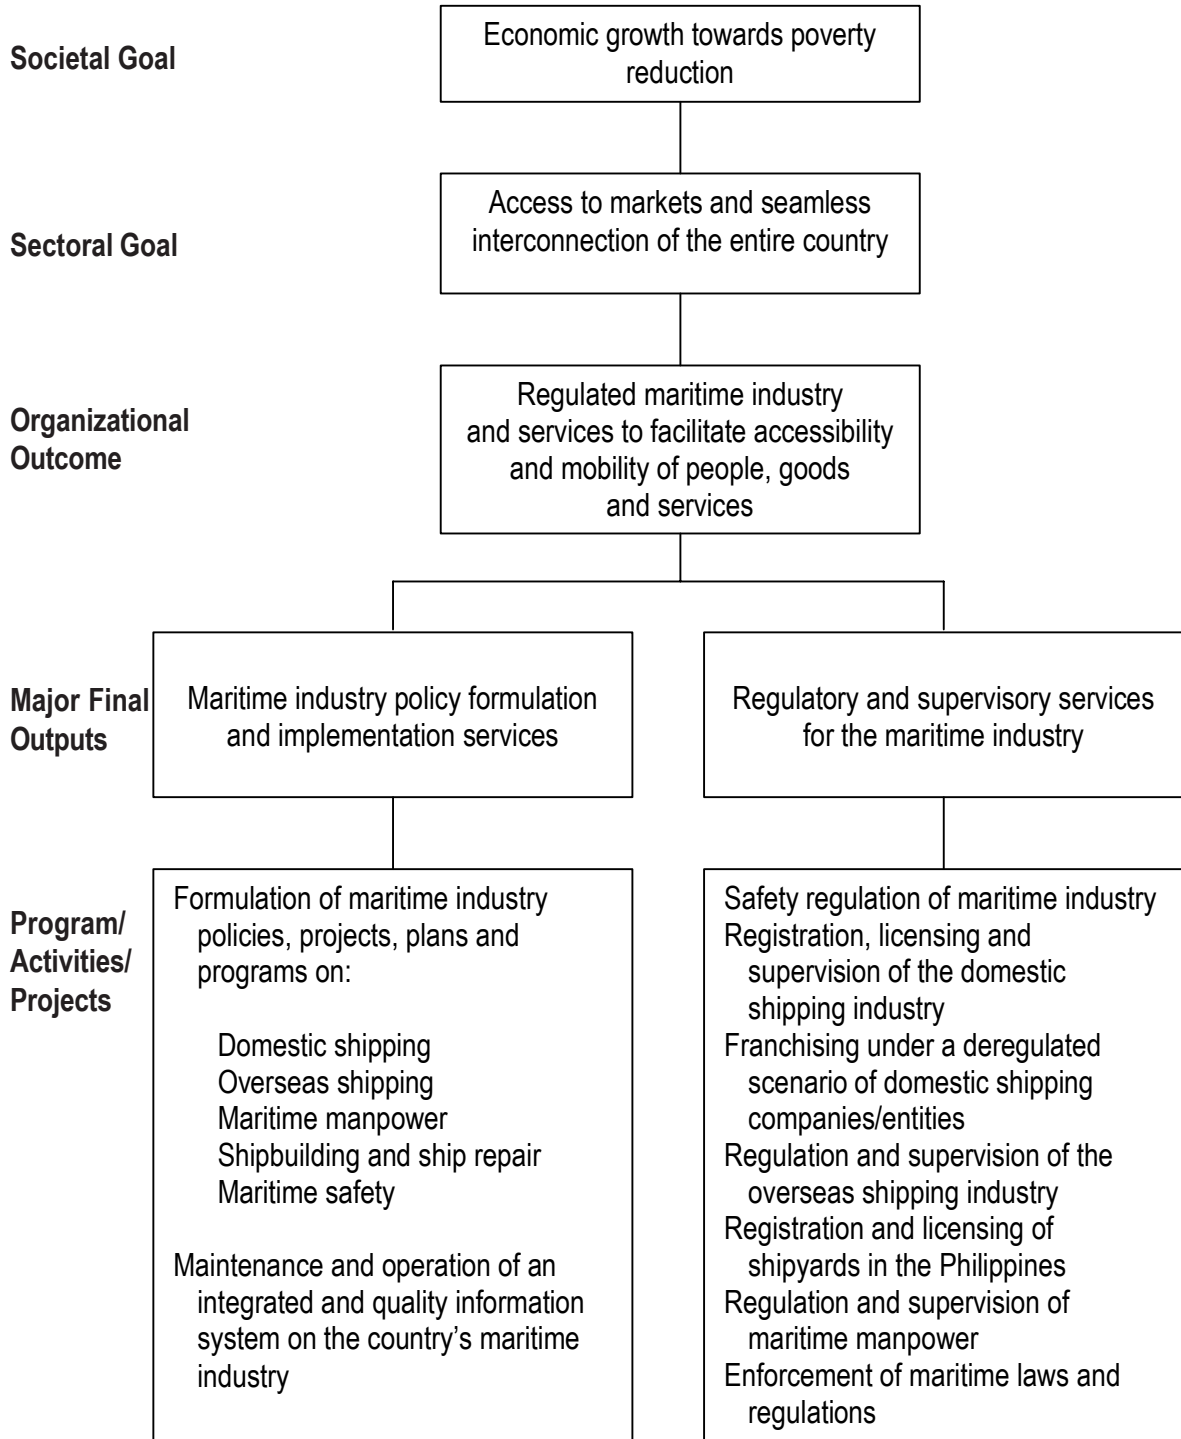 Societal Goal
Economic growth towards poverty
reduction
Sectoral Goal
Access to markets and seamless
interconnection of the entire country
Organizational
Outcome
Regulated maritime industry
and services to facilitate accessibility
and mobility of people, goods
and services
Major Final
Outputs
Maritime industry policy formulation
and implementation services
Regulatory and supervisory services
for the maritime industry
Program/
Activities/
Projects
Formulation of maritime industry
policies, projects, plans and
programs on:
Domestic shipping
Overseas shipping
Maritime manpower
Shipbuilding and ship repair
Maritime safety
Maintenance and operation of an
integrated and quality information
system on the country’s maritime
industry
Safety regulation of maritime industry
Registration, licensing and
supervision of the domestic
shipping industry
Franchising under a deregulated
scenario of domestic shipping
companies/entities
Regulation and supervision of the
overseas shipping industry
Registration and licensing of
shipyards in the Philippines
Regulation and supervision of
maritime manpower
Enforcement of maritime laws and
regulations